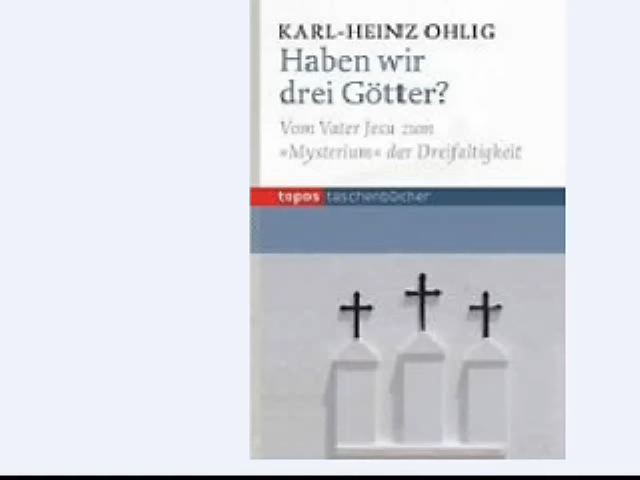 KARL-HEINZ OHLIG
Haben wir
drei Götter?
Vom Vater Jesu zum
»Mysterium« der Dreifaltigkeit
topos taschenbücher